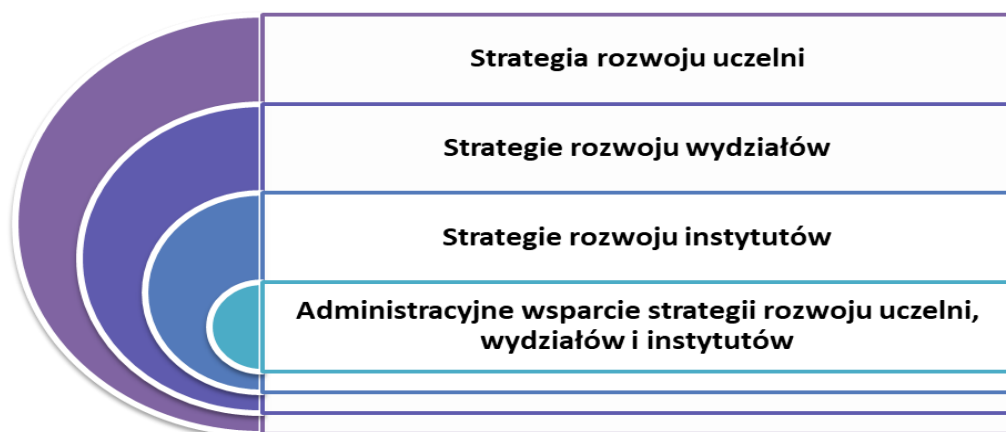 Strategia rozwoju uczelni
Strategie rozwoju wydziałów
Strategie rozwoju instytutów
Administracyjne wsparcie strategii rozwoju uczelni,
wydziałów i instytutów